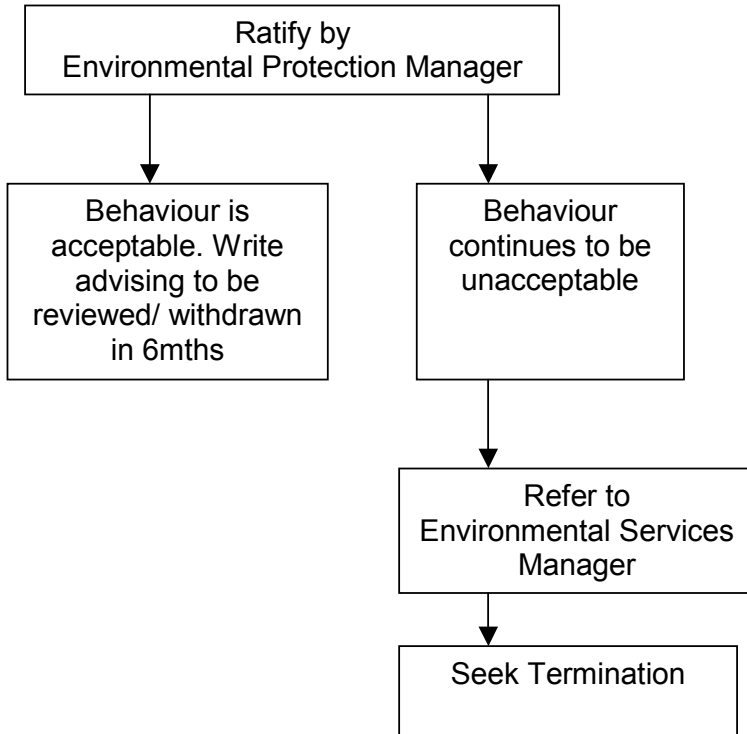 Ratify by
Environmental Protection Manager
Behaviour is
acceptable. Write
advising to be
reviewed/ withdrawn
in 6mths
Behaviour
continues to be
unacceptable
Refer to
Environmental Services
Manager
Seek Termination